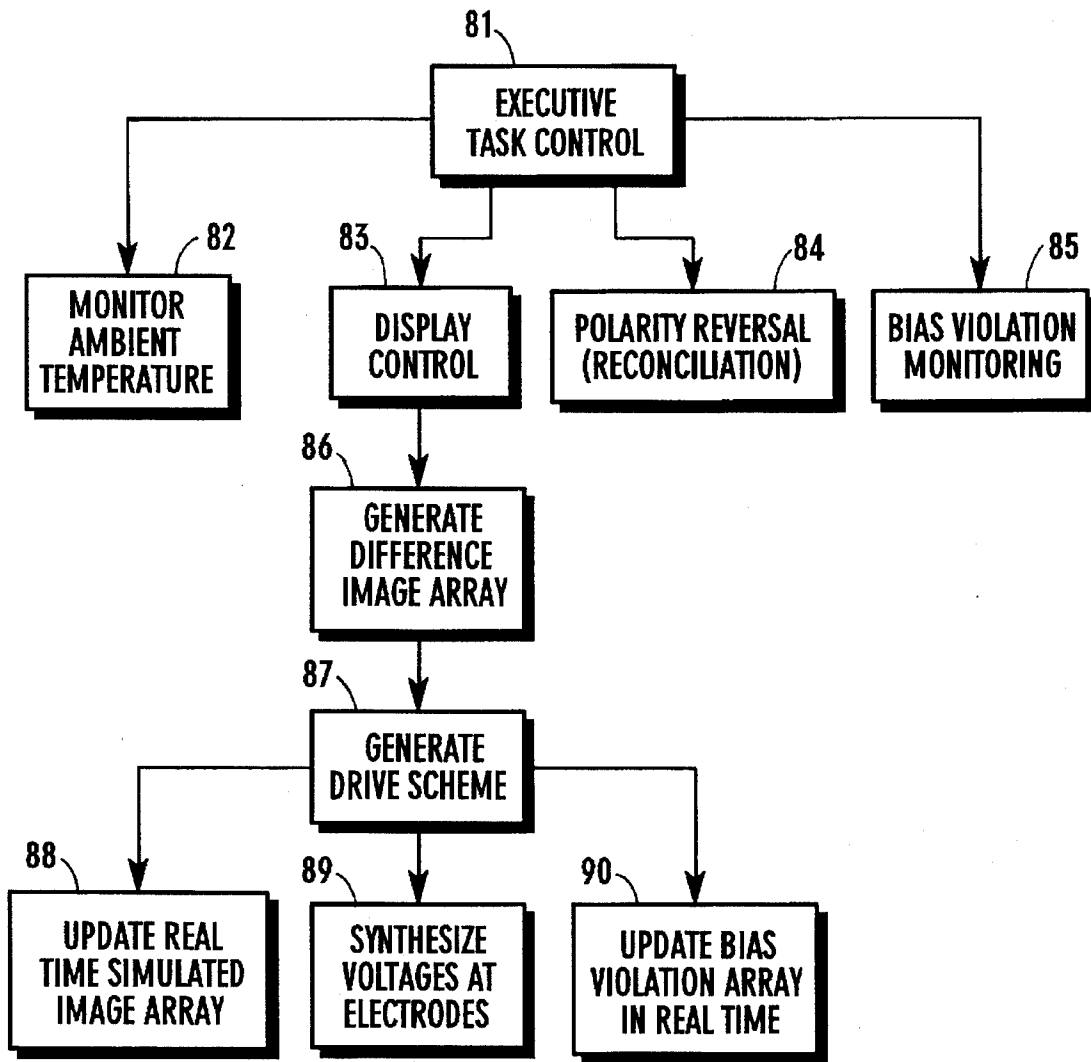 81
EXECUTIVE
TASK CONTROL
82
MONITOR
AMBIENT
TEMPERATURE
83
DISPLAY
CONTROL
84
POLARITY REVERSAL
(RECONCILIATION)
85
BIAS VIOLATION
MONITORING
86
GENERATE
DIFFERENCE
IMAGE ARRAY
87
GENERATE
DRIVE SCHEME
88
UPDATE REAL
TIME SIMULATED
IMAGE ARRAY
89
SYNTHESIZE
VOLTAGES AT
ELECTRODES
90
UPDATE BIAS
VIOLATION ARRAY
IN REAL TIME